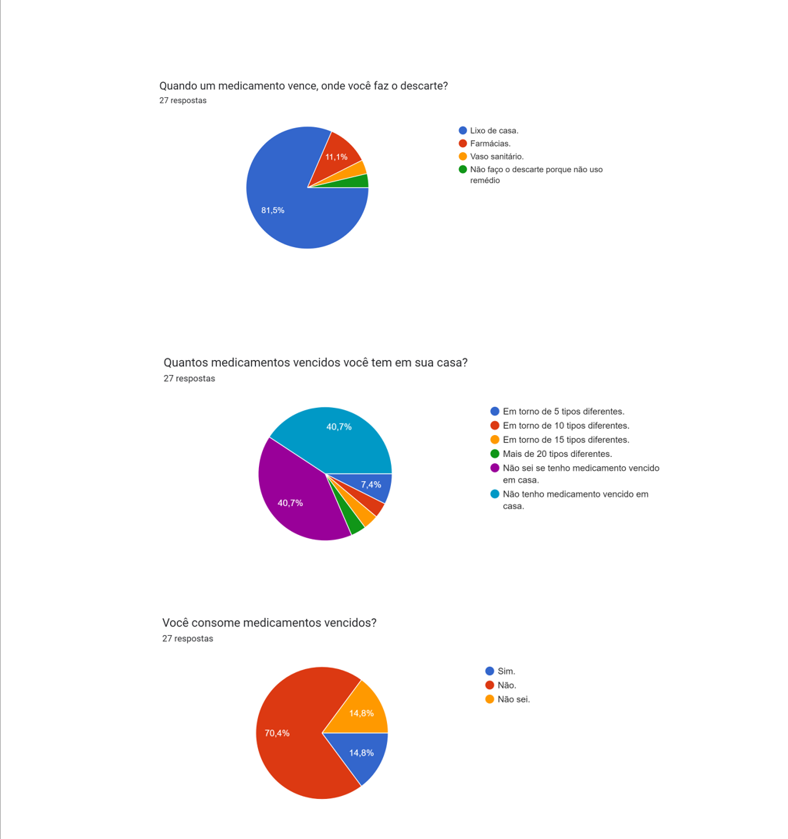 Quando um medicamento vence, onde você faz o descarte?
27 respostas
Lixo de casa.
Farmácias.
Vaso sanitário.
Não faço o descarte porque não uso
remédio
11,1%
81,5%
Quantos medicamentos vencidos você tem em sua casa?
27 respostas
Em torno de 5 tipos diferentes.
Em torno de 10 tipos diferentes.
Em torno de 15 tipos diferentes.
Mais de 20 tipos diferentes.
Não sei se tenho medicamento vencido
em casa.
Não tenho medicamento vencido em
casa.
40,7%
7,4%
40,7%
Você consome medicamentos vencidos?
27 respostas
Sim.
Não.
Não sei.
14,8%
70,4%
14,8%